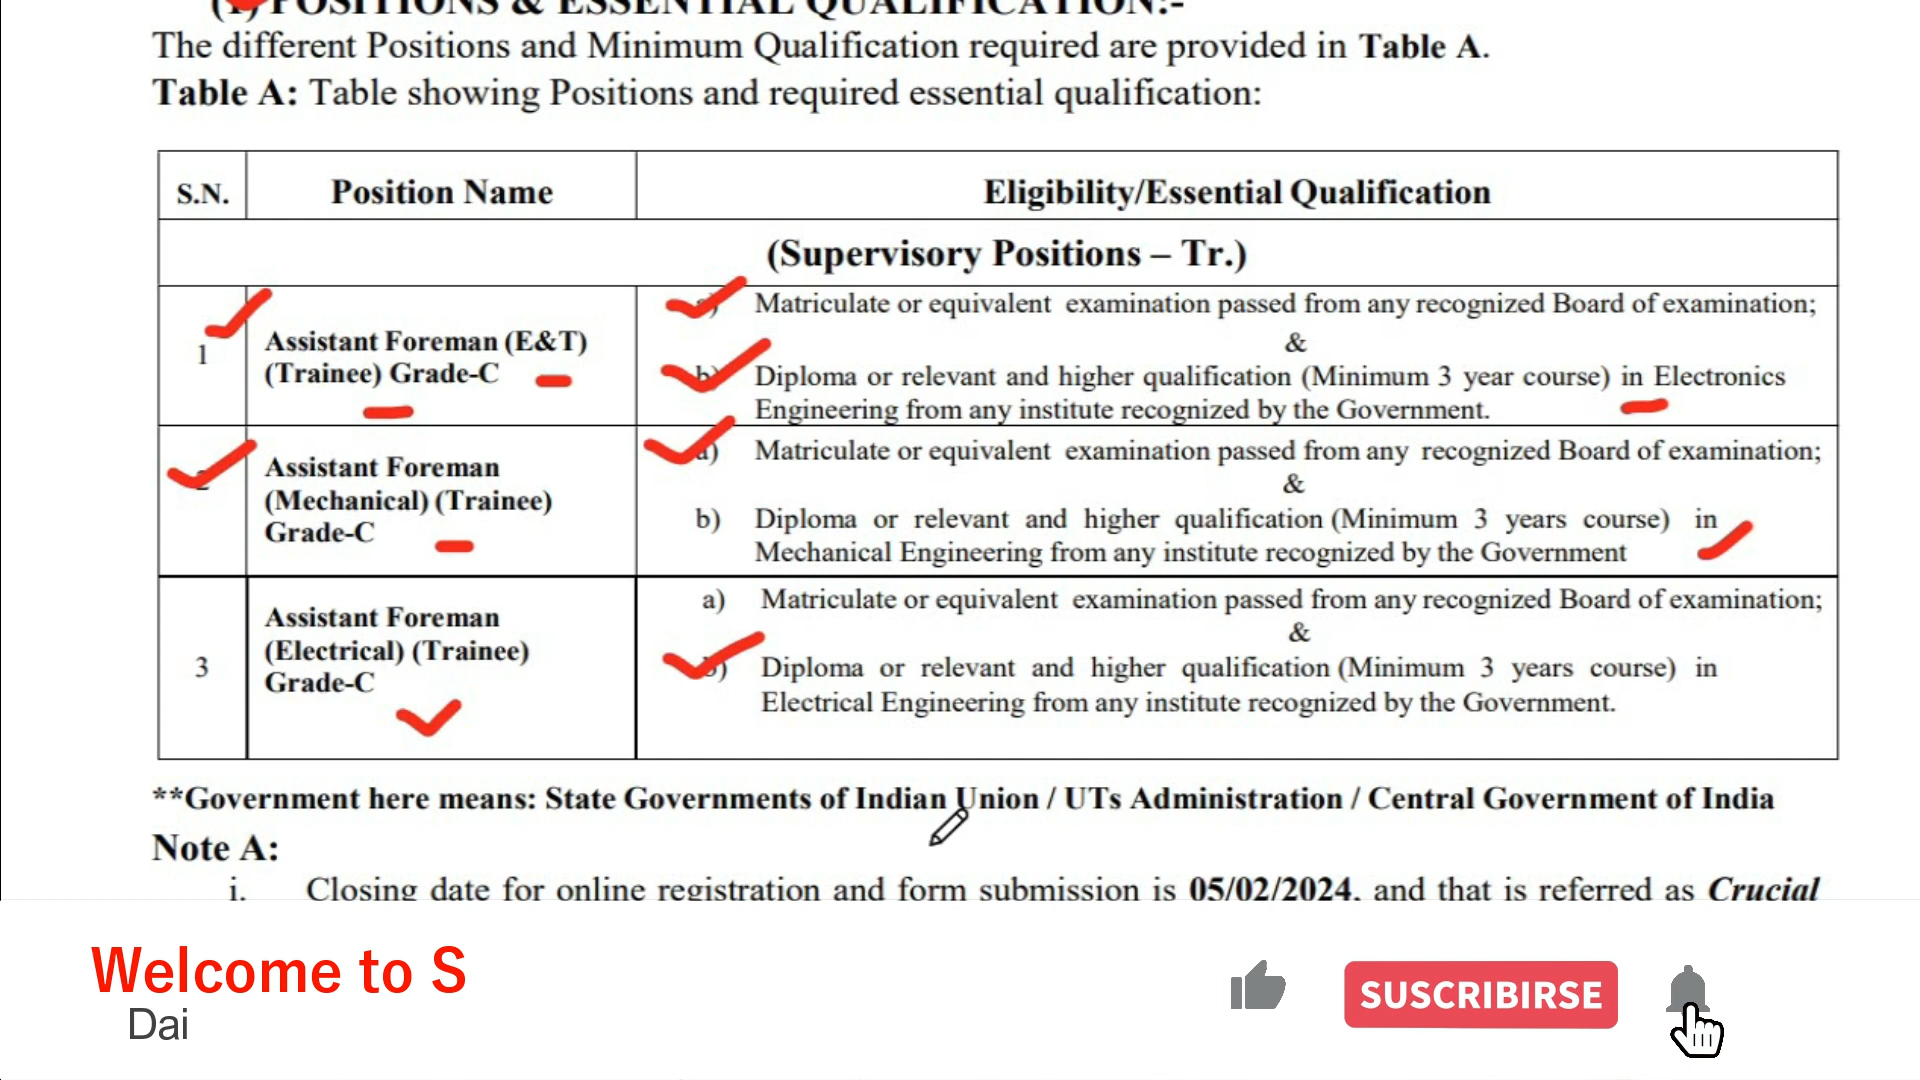 (1) POSITIONS & ESSENTIAL QUALIFICATION:-
The different Positions and Minimum Qualification required are provided in Table A.
Table A: Table showing Positions and required essential qualification:
S.N. Position Name Eligibility/Essential Qualification
(Supervisory Positions – Tr.)
1
Assistant Foreman (E&T)
(Trainee) Grade-C
Matriculate or equivalent examination passed from any recognized Board of examination;
&
b) Diploma or relevant and higher qualification (Minimum 3 year course) in Electronics
Engineering from any institute recognized by the Government.
Assistant Foreman
(Mechanical) (Trainee)
Grade-C
a) Matriculate or equivalent examination passed from any recognized Board of examination;
&
b) Diploma or relevant and higher qualification (Minimum 3 years course) in
Mechanical Engineering from any institute recognized by the Government
3
Assistant Foreman
(Electrical) (Trainee)
Grade-C
a) Matriculate or equivalent examination passed from any recognized Board of examination;
&
b) Diploma or relevant and higher qualification (Minimum 3 years course) in
Electrical Engineering from any institute recognized by the Government.
**Government here means: State Governments of Indian Union / UTs Administration / Central Government of India
Note A:
i. Closing date for online registration and form submission is 05/02/2024, and that is referred as Crucial
Welcome to S
Dai
SUSCRIBIRSE